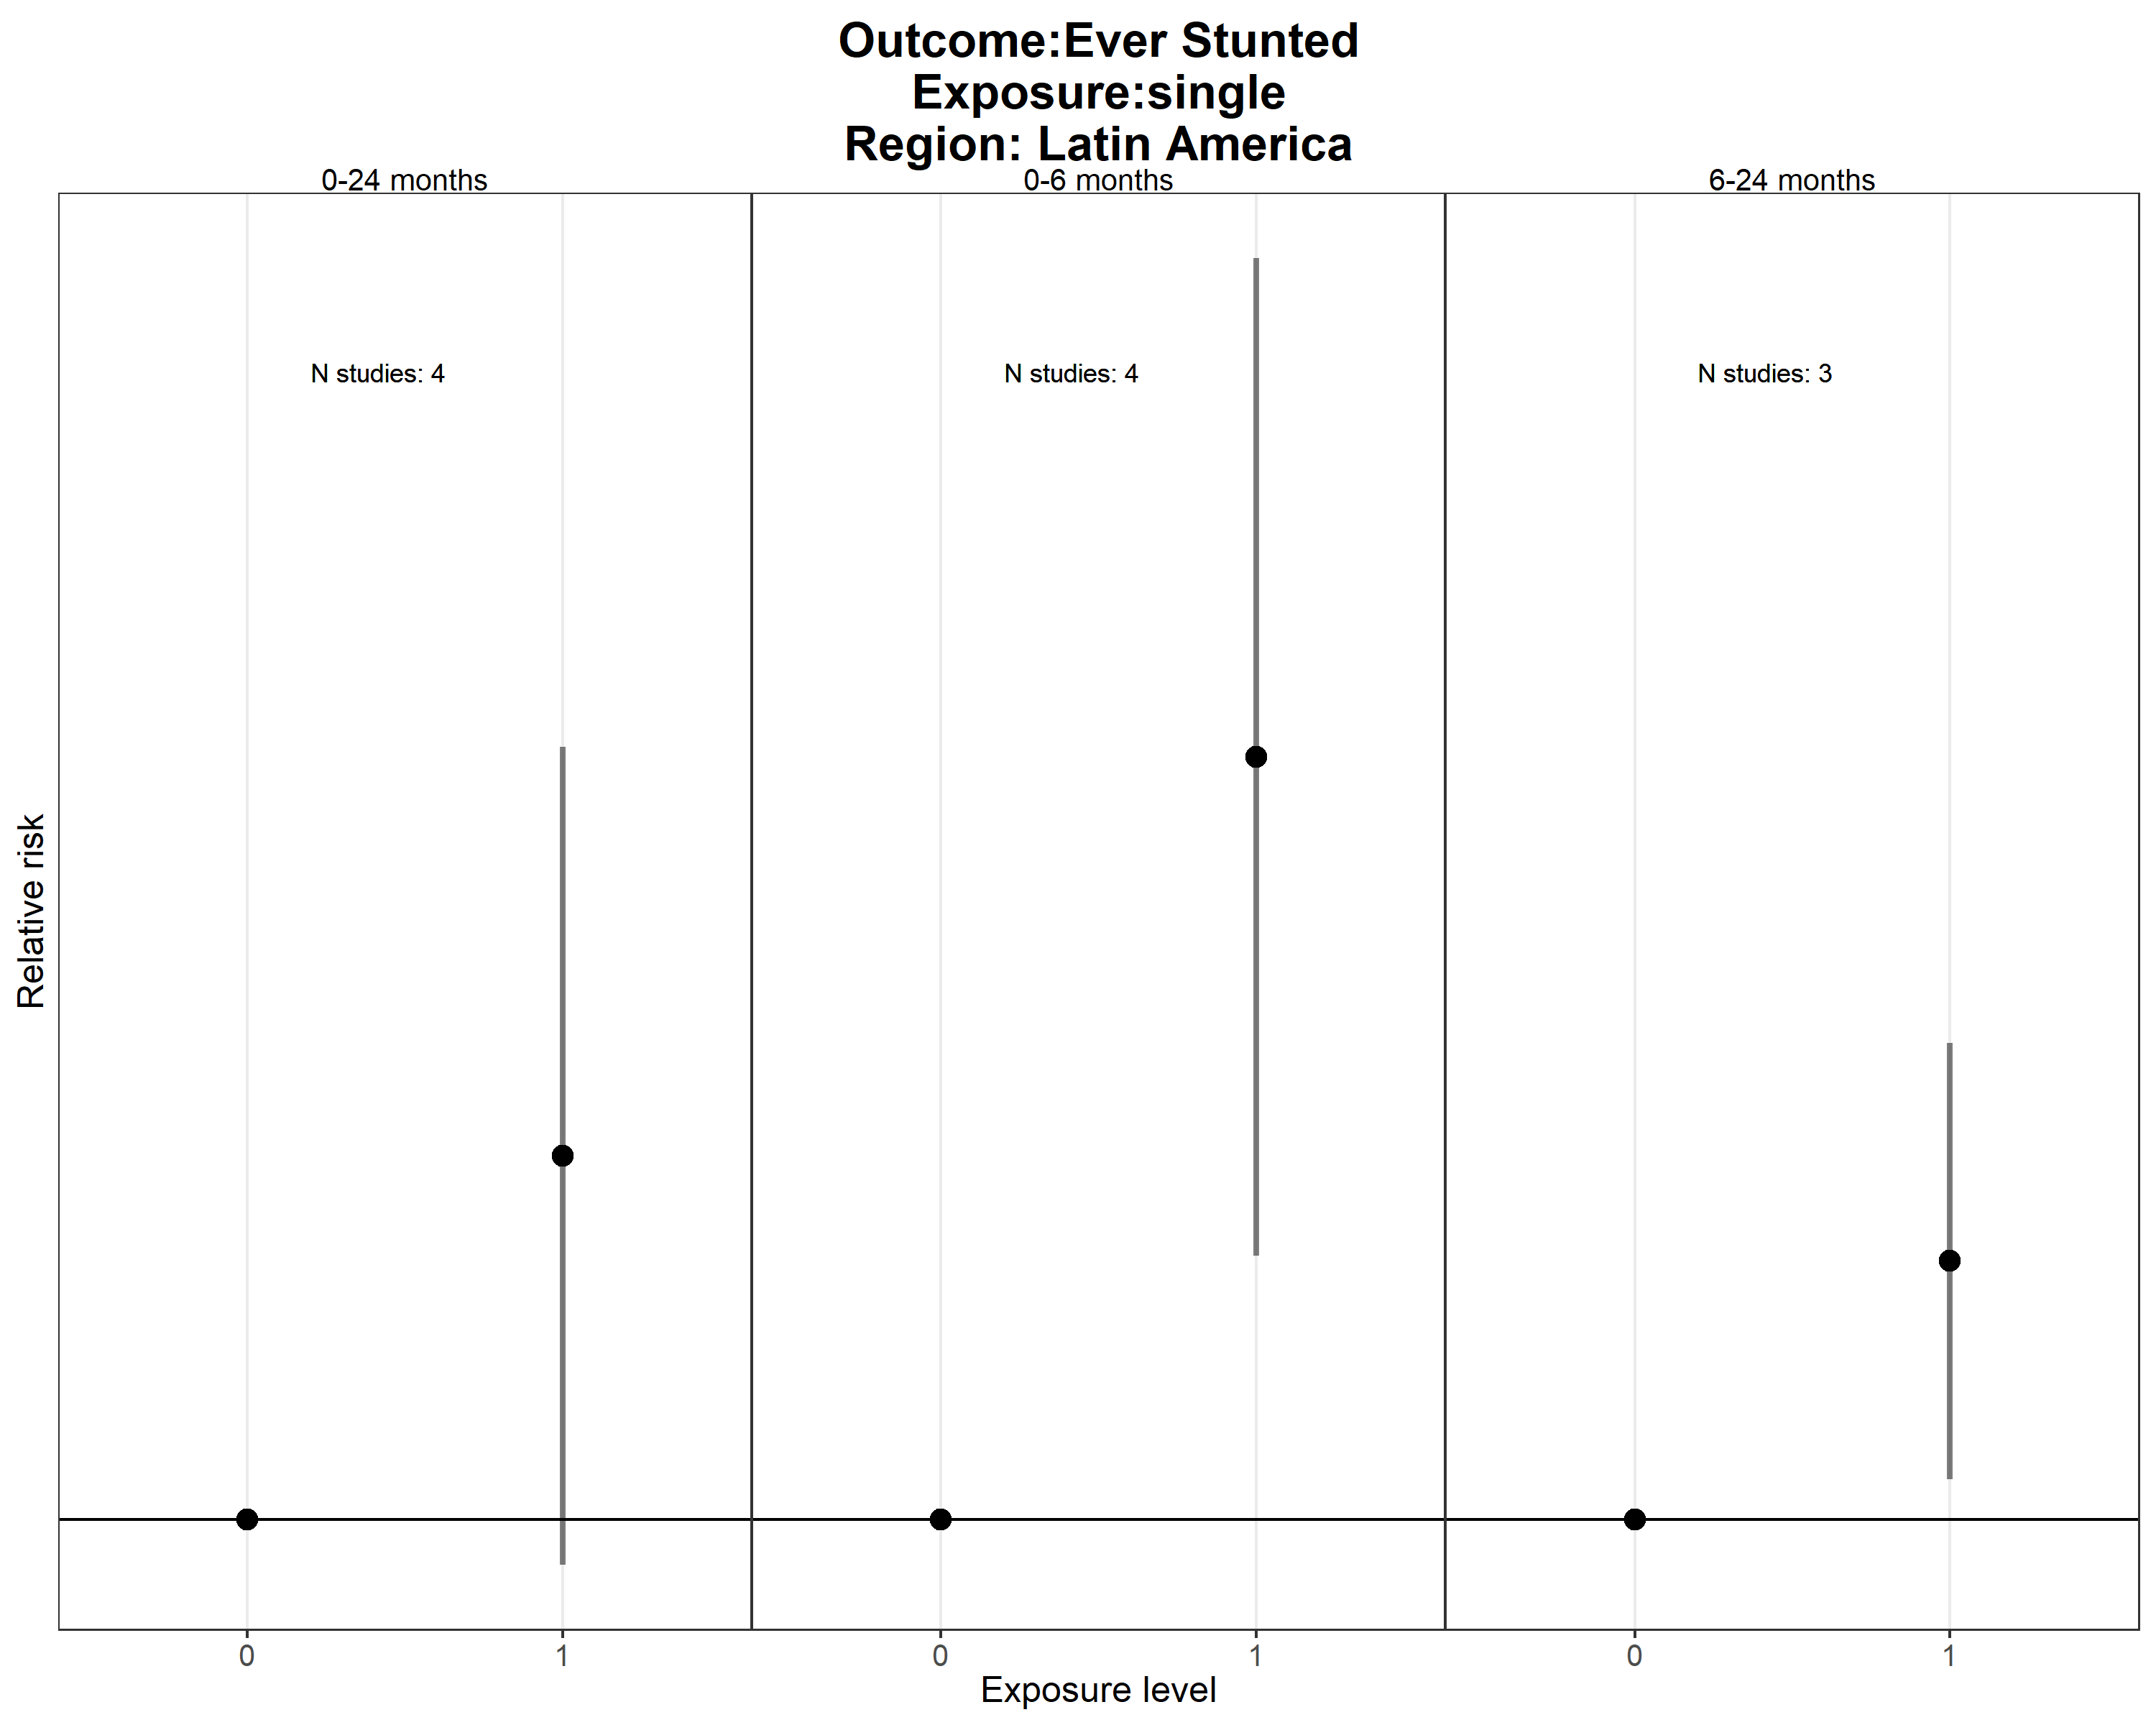 Outcome:Ever Stunted
Exposure:single
Region: Latin America
0-24 months
0-6 months
6-24 months
N studies: 4
N studies: 4
N studies: 3
Relative risk
0
1
0
1
0
1
Exposure level